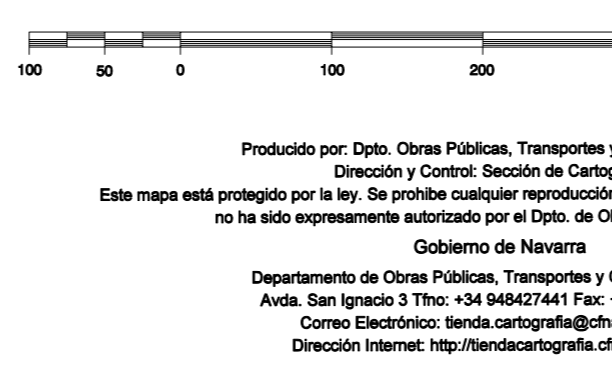 100 50 0 100 200
Producido por: Dpto. Obras Públicas, Transportes y
Dirección y Control: Sección de Cartog
Este mapa está protegido por la ley. Se prohibe cualquier reproducción
no ha sido expresamente autorizado por el Dpto. de Ob
Gobierno de Navarra
Departamento de Obras Públicas, Transportes y C
Avda. San Ignacio 3 Tfno: +34 948427441 Fax: +
Correo Electrónico: tienda.cartografia@cfna
Dirección Internet: http://tiendacartografia.cf